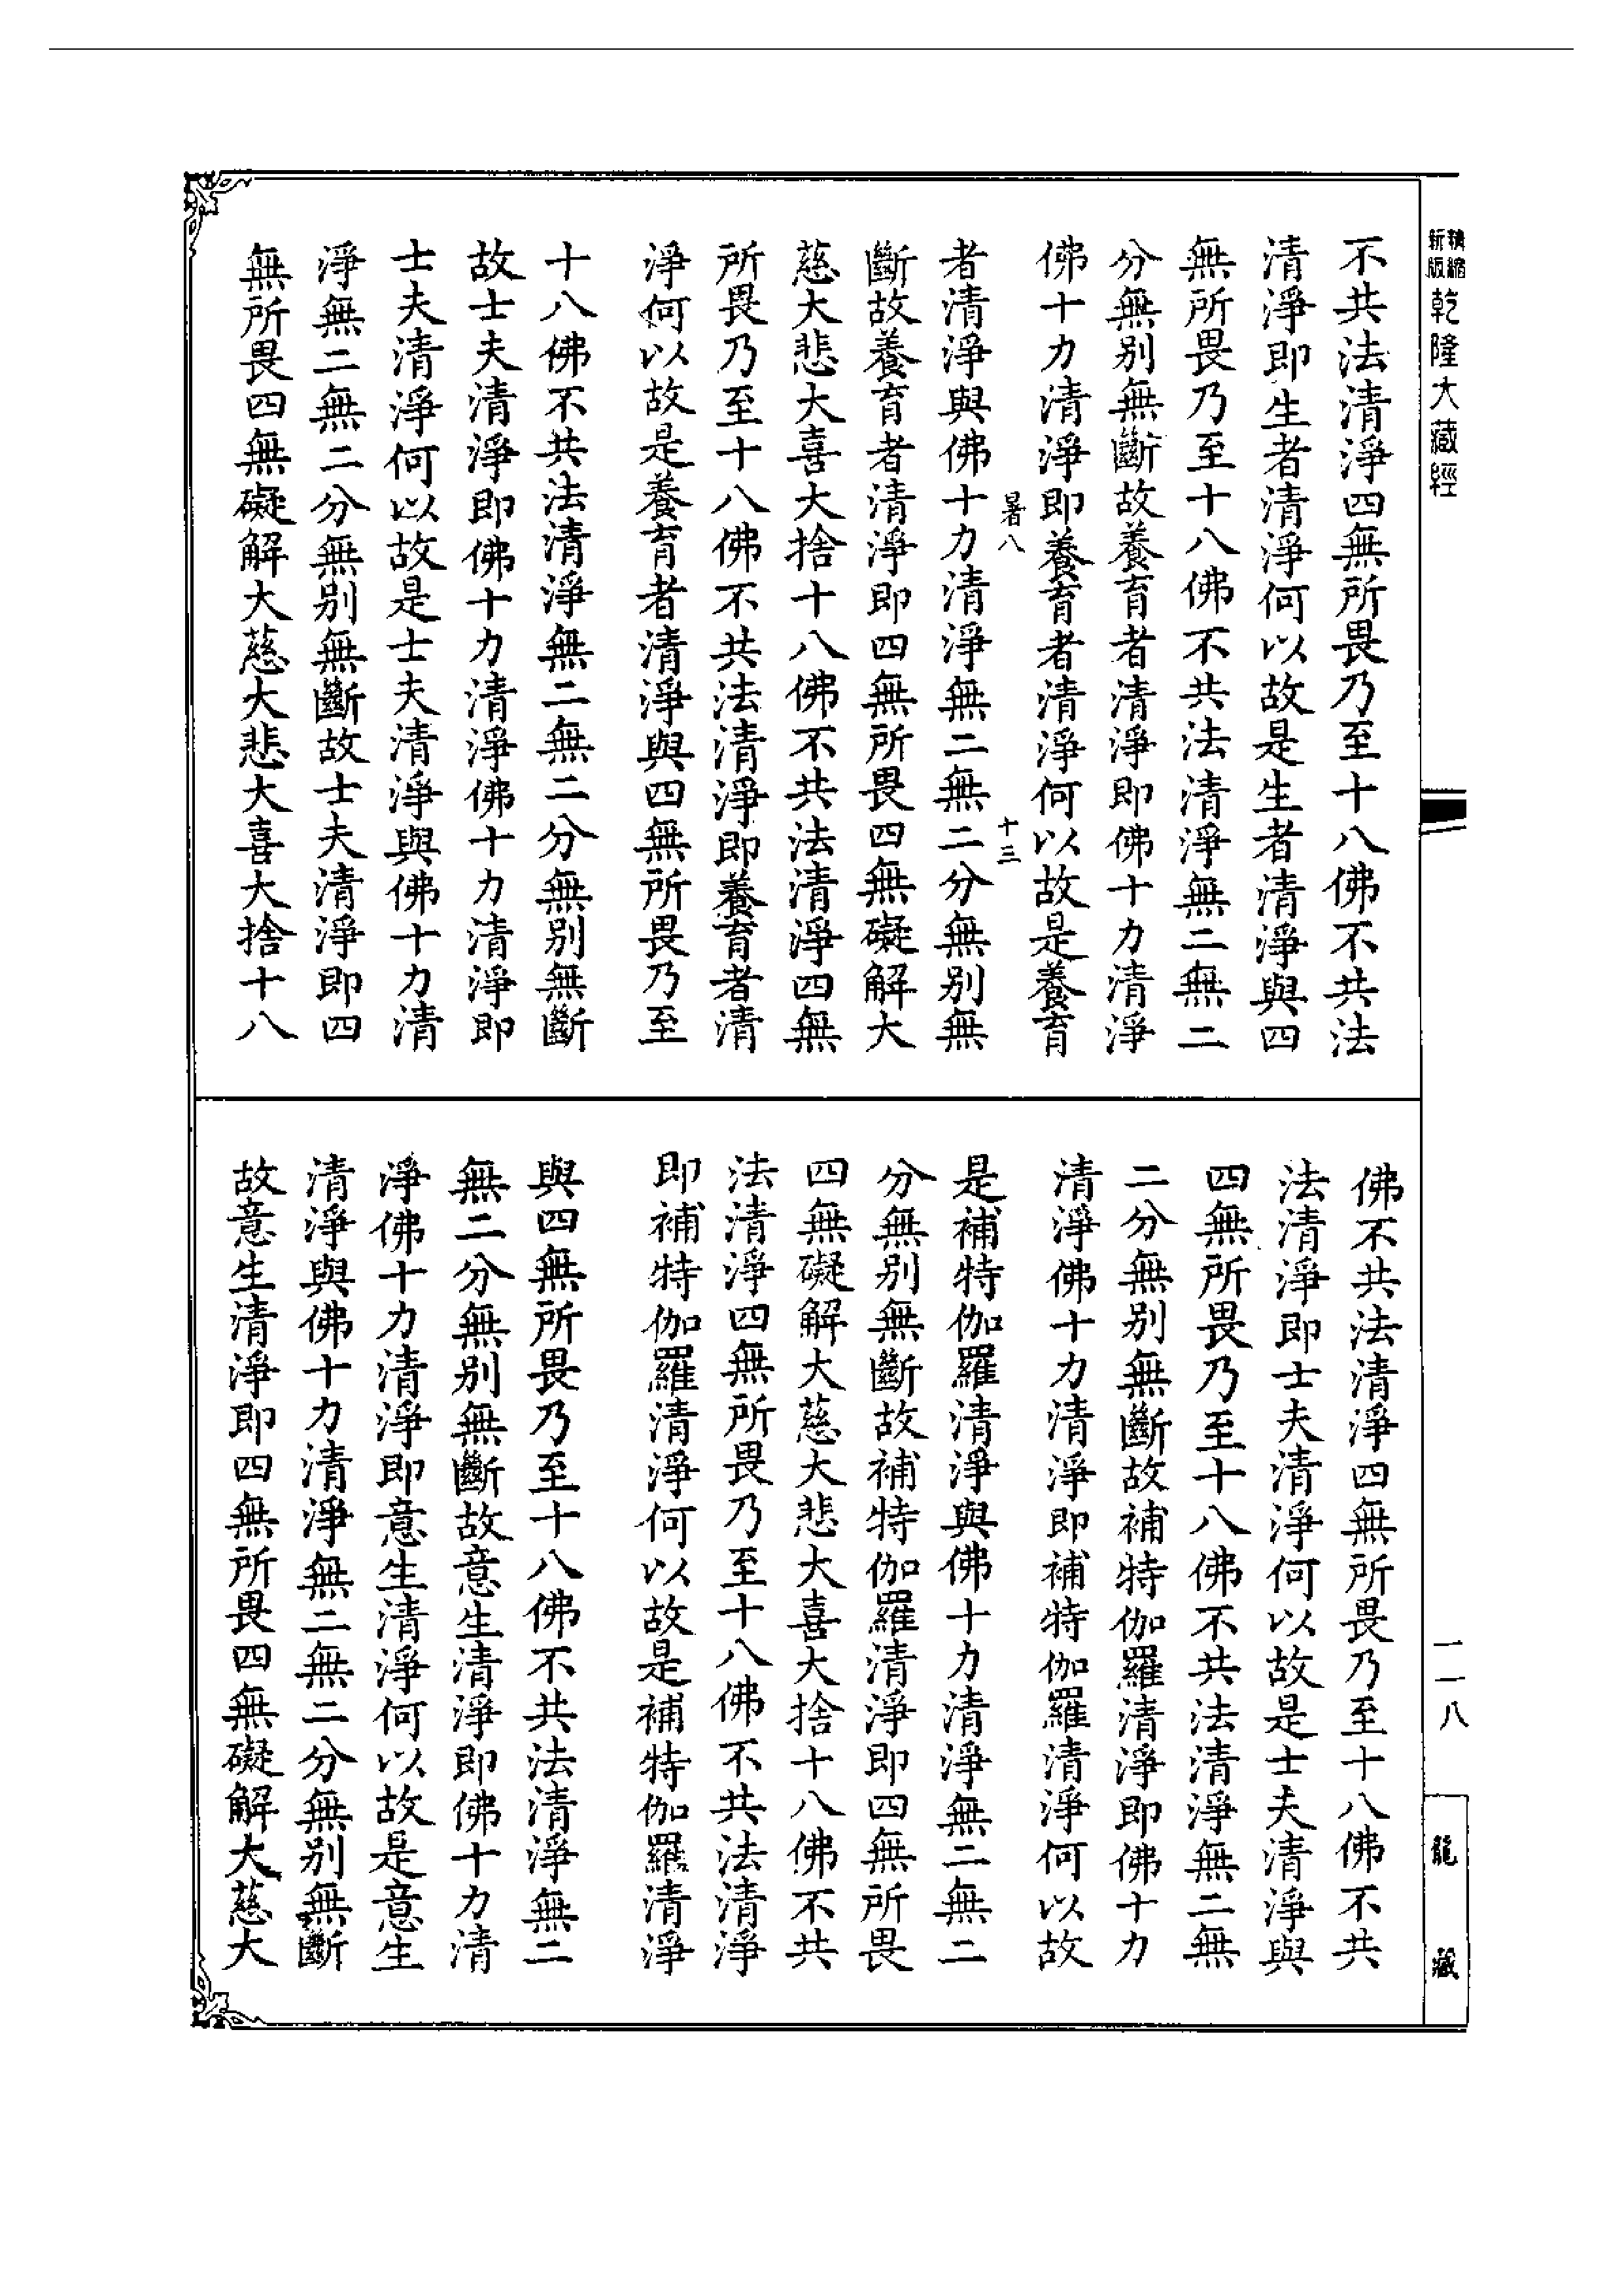 精縮新版乾隆大藏經
不共法清淨四無所畏乃至十八佛不共法
清淨即生者清淨何以故是生者清淨與四
無所畏乃至十八佛不共法清淨無二無二
分無別無斷故養育者清淨即佛十力清淨
佛十力清淨即養育者清淨何以故是養育
暑八 十三
者清淨與佛十力清淨無二無二分無別無
斷故養育者清淨即四無所畏四無礙解大
慈大悲大喜大捨十八佛不共法清淨四無
所畏乃至十八佛不共法清淨即養育者清
淨何以故是養育者清淨與四無所畏乃至
十八佛不共法清淨無二無二分無別無斷
故士夫清淨即佛十力清淨佛十力清淨即
士夫清淨何以故是士夫清淨與佛十力清
淨無二無二分無別無斷故士夫清淨即四
無所畏四無礙解大慈大悲大喜大捨十八
佛不共法清淨四無所畏乃至十八佛不共
法清淨即士夫清淨何以故是士夫清淨與
四無所畏乃至十八佛不共法清淨無二無
二分無別無斷故補特伽羅清淨即佛十力
清淨佛十力清淨即補特伽羅清淨何以故
是補特伽羅清淨與佛十力清淨無二無二
分無別無斷故補特伽羅清淨即四無所畏
四無礙解大慈大悲大喜大捨十八佛不共
法清淨四無所畏乃至十八佛不共法清淨
即補特伽羅清淨何以故是補特伽羅清淨
與四無所畏乃至十八佛不共法清淨無二
無二分無別無斷故意生清淨即佛十力清
淨佛十力清淨即意生清淨何以故是意生
清淨與佛十力清淨無二無二分無別無斷
故意生清淨即四無所畏四無礙解大慈大
一一八
龍藏